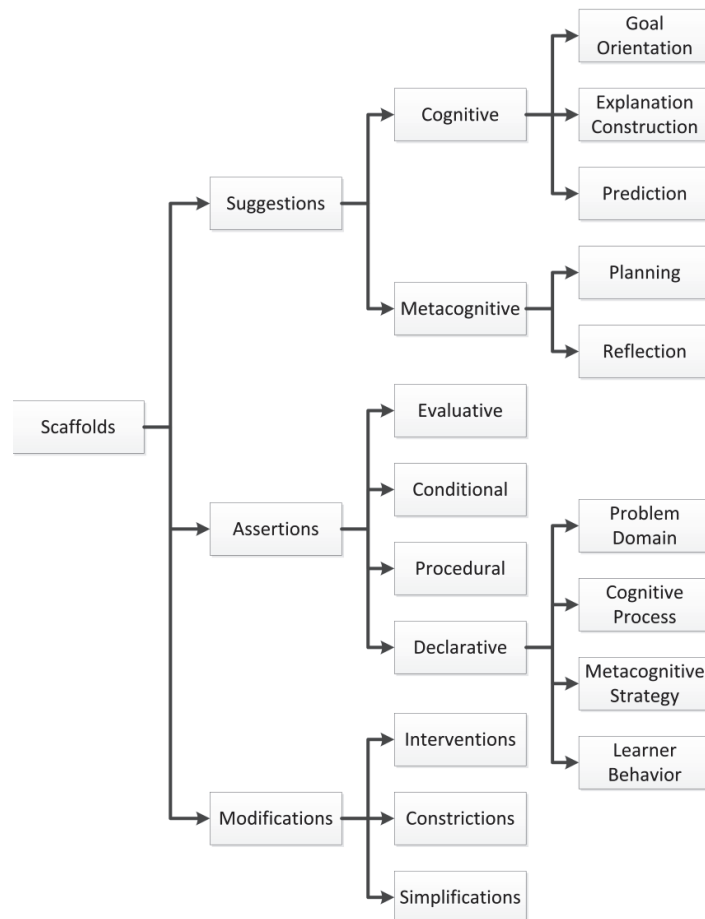 Scaffolds
Suggestions
Cognitive
Goal
Orientation
Explanation
Construction
Prediction
Metacognitive
Planning
Reflection
Assertions
Evaluative
Conditional
Procedural
Declarative
Problem
Domain
Cognitive
Process
Metacognitive
Strategy
Learner
Behavior
Modifications
Interventions
Constrictions
Simplifications